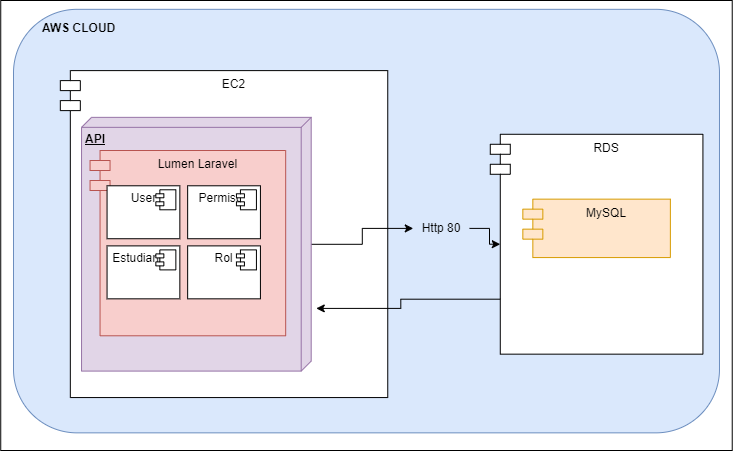 AWS CLOUD
EC2
API
Lumen Laravel
User
Permis
Estudian
Rol
Http 80
RDS
MySQL